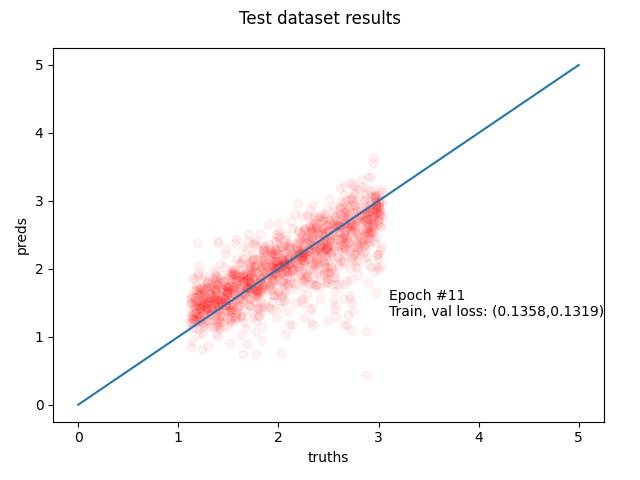 Test dataset results
5
4
3
2
1
0
preds
Epoch #11
Train, val loss: (0.1358,0.1319)
0 1 2 3 4 5
truths